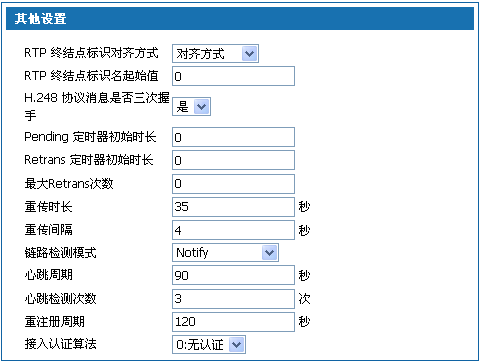 其他设置
RTP 终结点标识对齐方式 对齐方式
RTP 终结点标识名起始值 0
H.248 协议消息是否三次握
手 是
Pending 定时器初始时长 0
Retrans 定时器初始时长 0
最大Retrans次数 0
重传时长 35 秒
重传间隔 4 秒
链路检测模式 Notify
心跳周期 90 秒
心跳检测次数 3 次
重注册周期 120 秒
接入认证算法 0:无认证